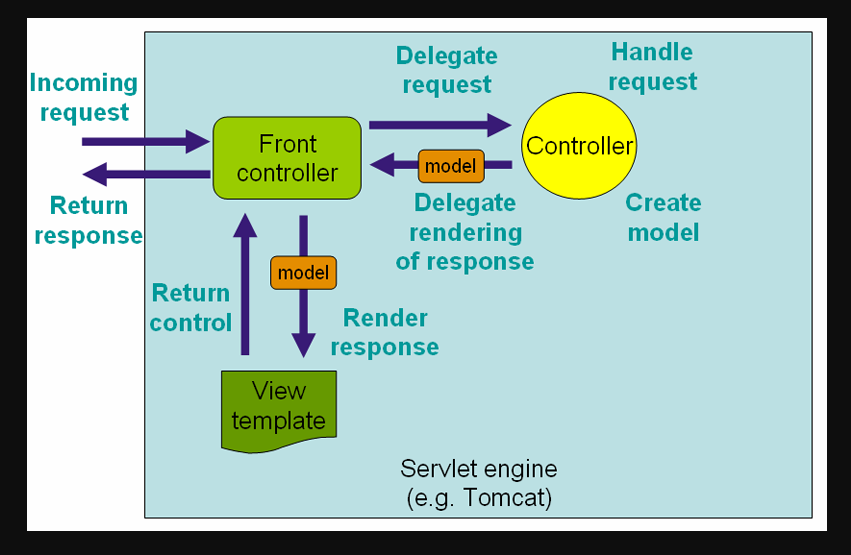 Incoming
request
Return
response
Front
controller
Delegate
request
Handle
request
Controller
model
Delegate
rendering
of response
Create
model
Return
control
model
Render
response
View
template
Servlet engine
(e.g. Tomcat)